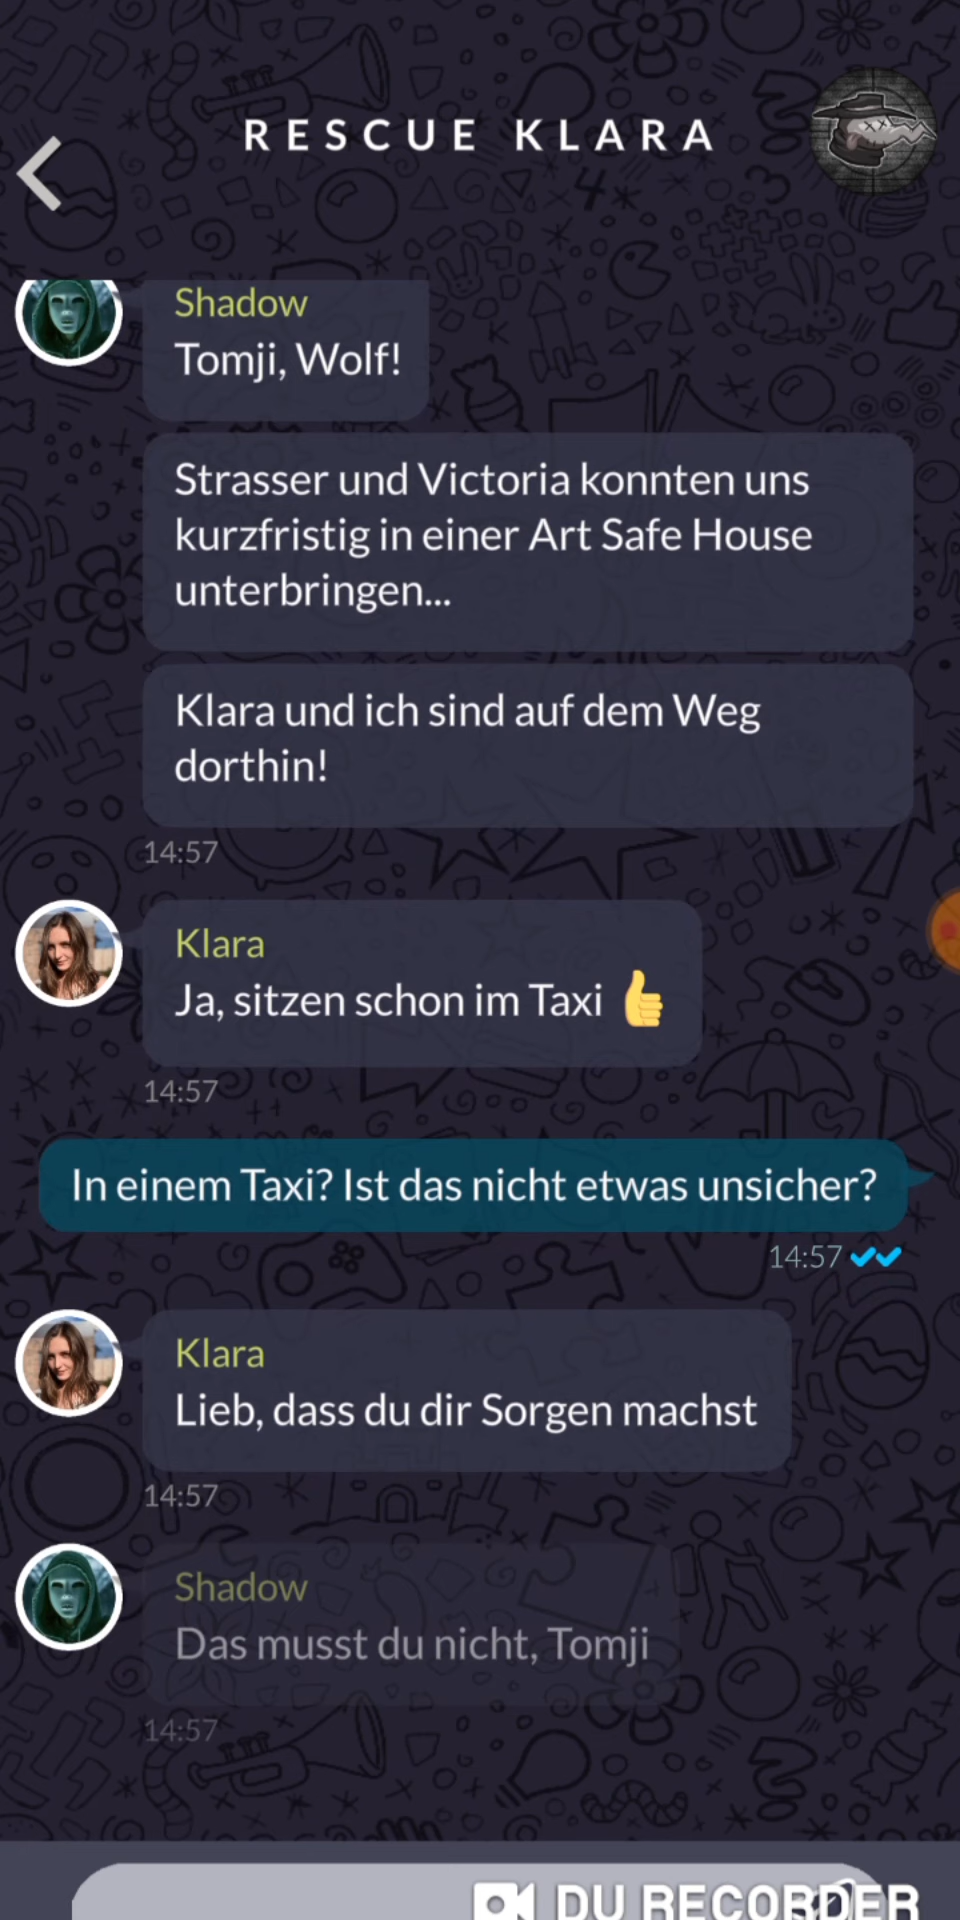 RESCUE KLARA
Shadow
Tomji, Wolf!
Strasser und Victoria konnten uns
kurzfristig in einer Art Safe House
unterbringen...
Klara und ich sind auf dem Weg
dorthin!
14:57
Klara
Ja, sitzen schon im Taxi 👍
14:57
In einem Taxi? Ist das nicht etwas unsicher?
14:57
Klara
Lieb, dass du dir Sorgen machst
14:57
Shadow
Das musst du nicht, Tomji
14:57
DU RECORDER